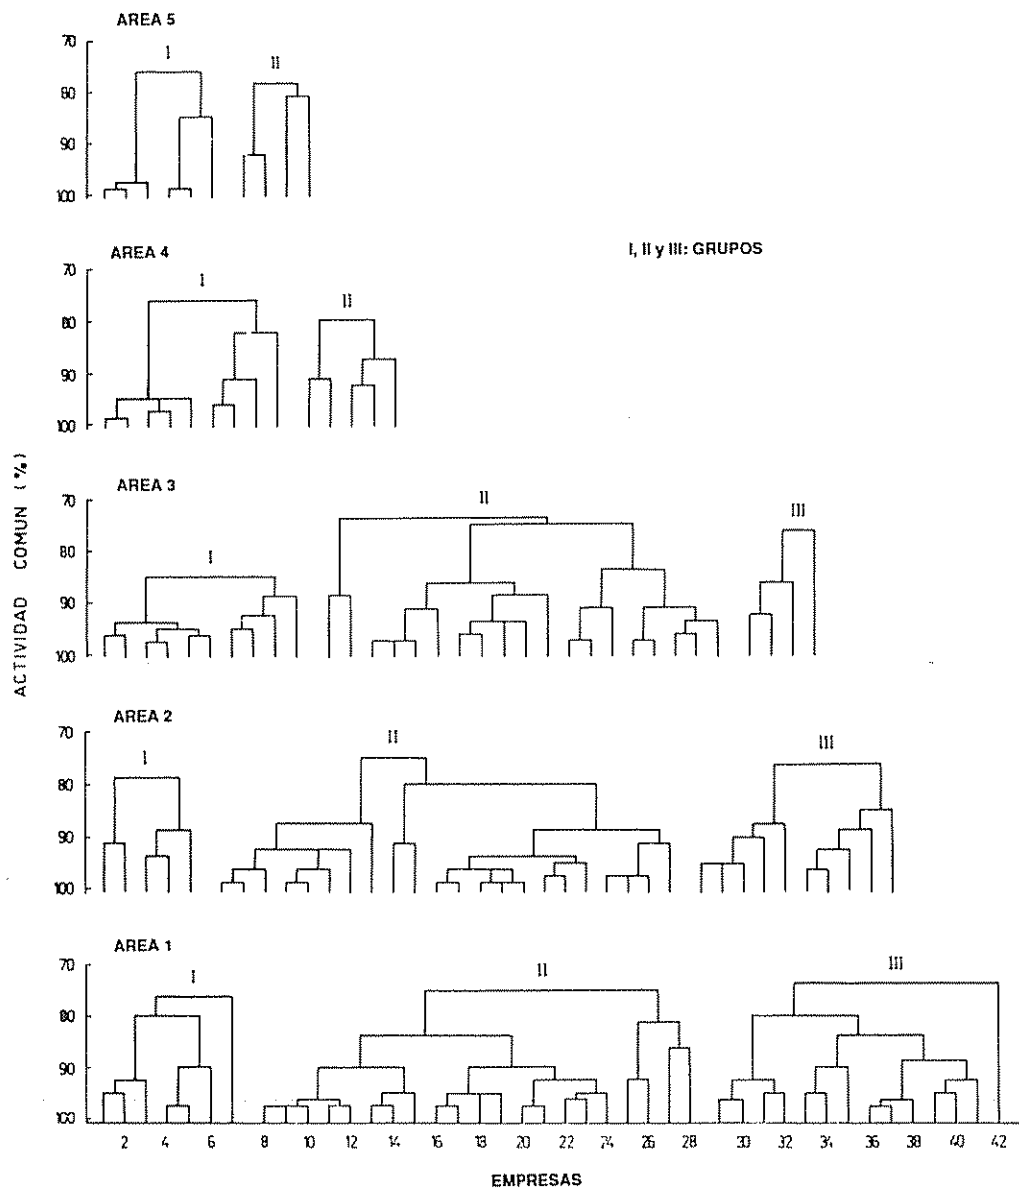 AREA 5
70
I
II
80
90
100
AREA 4
I, II y III: GRUPOS
70
I
II
80
90
100
AREA 3
70
II
III
I
80
90
100
ACTIVIDAD COMUN (%)
AREA 2
70
I
II
III
80
90
100
AREA 1
70
I
II
III
80
90
100
2 4 6 8 10 12 14 16 18 20 22 24 26 28 30 32 34 36 38 40 42
EMPRESAS